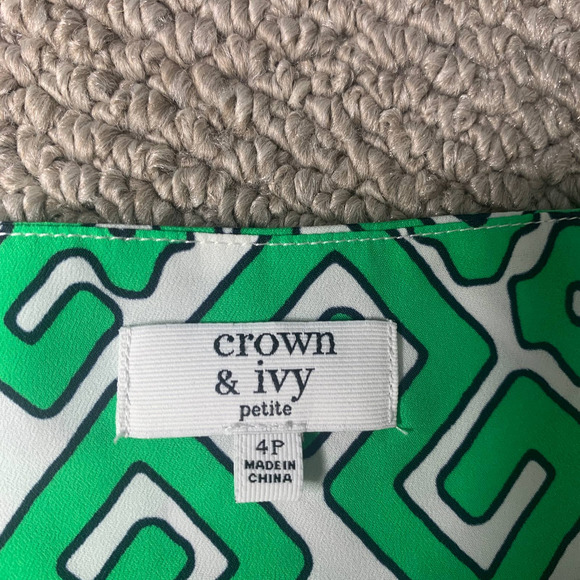 crown
& ivy
petite
4P
MADE IN
CHINA